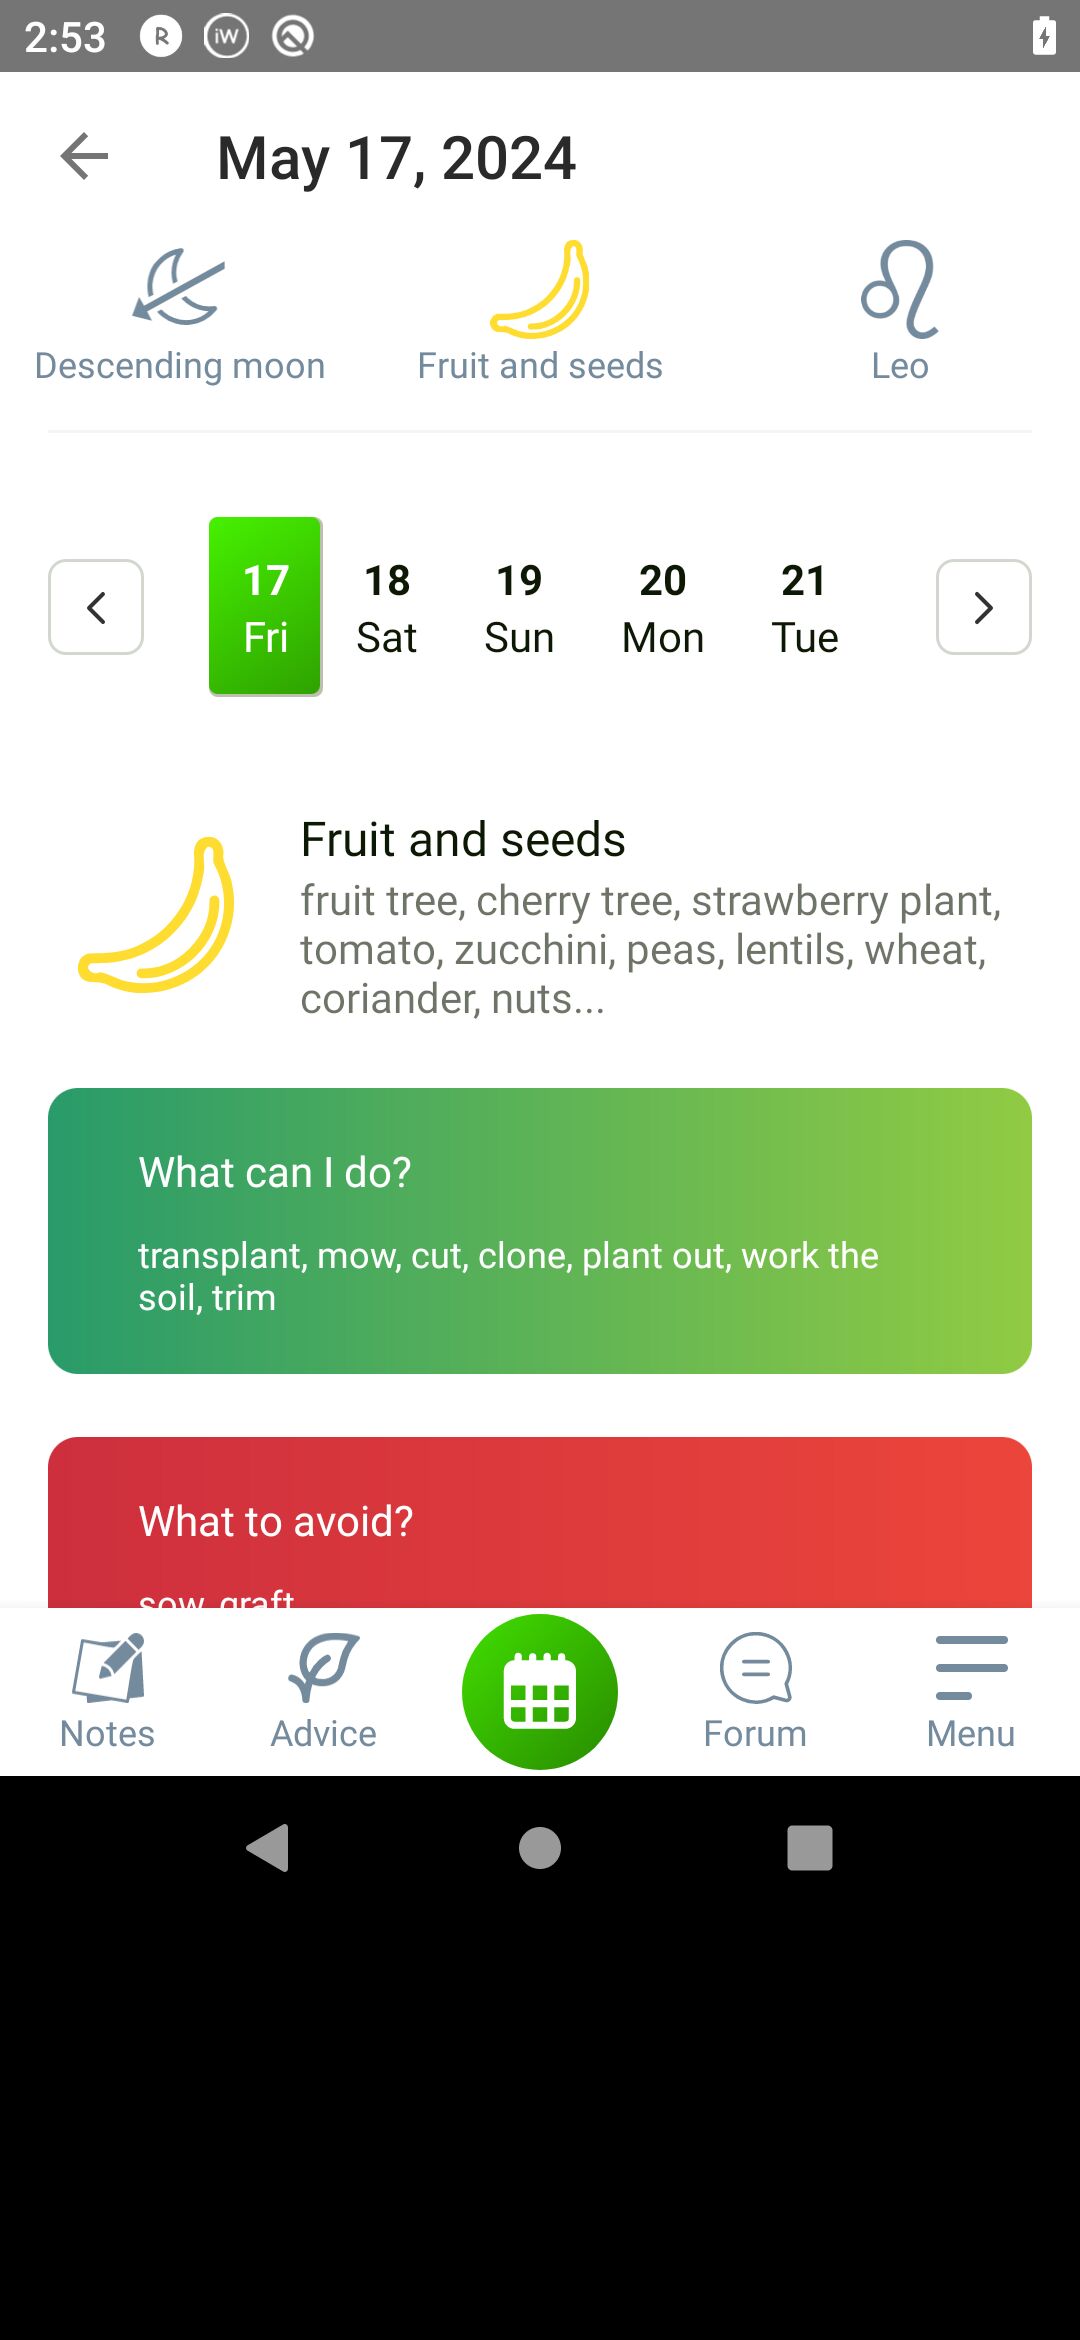 2:53
R
iW
May 17, 2024
Descending moon
Fruit and seeds
Leo
17 18 19 20 21
Fri Sat Sun Mon Tue
Fruit and seeds
fruit tree, cherry tree, strawberry plant,
tomato, zucchini, peas, lentils, wheat,
coriander, nuts...
What can I do?
transplant, mow, cut, clone, plant out, work the
soil, trim
What to avoid?
sow, graft
Notes
Advice
Forum
Menu